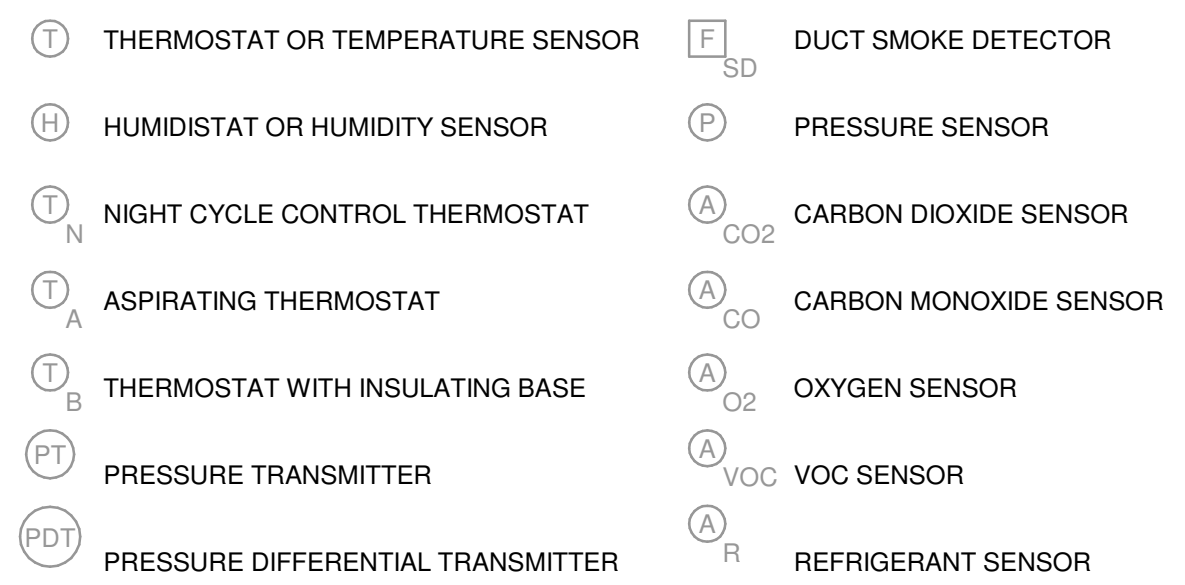 T THERMOSTAT OR TEMPERATURE SENSOR
H HUMIDISTAT OR HUMIDITY SENSOR
T N NIGHT CYCLE CONTROL THERMOSTAT
T A ASPIRATING THERMOSTAT
T B THERMOSTAT WITH INSULATING BASE
PT PRESSURE TRANSMITTER
PDT PRESSURE DIFFERENTIAL TRANSMITTER
F SD DUCT SMOKE DETECTOR
P PRESSURE SENSOR
A CO2 CARBON DIOXIDE SENSOR
A CO CARBON MONOXIDE SENSOR
A O2 OXYGEN SENSOR
A VOC VOC SENSOR
A R REFRIGERANT SENSOR